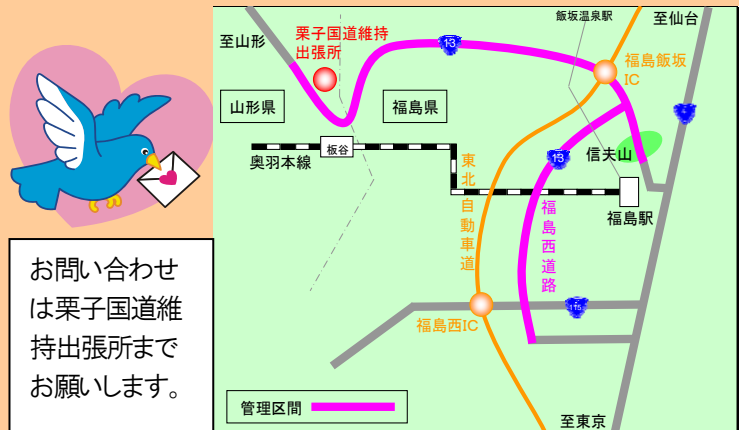 飯坂温泉駅
至仙台
栗子国道維持
出張所
至山形
13
福島飯坂
IC
山形県
福島県
板谷
奥羽本線
13
信夫山
東北自動車道
福島西道路
福島駅
115
福島西IC
お問い合わせ
は栗子国道維
持出張所まで
お願いします。
管理区間
至東京